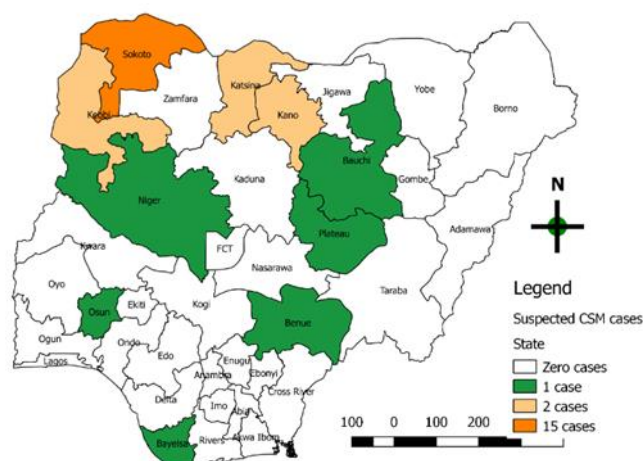 Sokoto
Katsina
Jigawa
Yobe
Borno
Zamfara
Kano
Kebbi
Bauchi
Gombe
Kaduna
Niger
Adamawa
Plateau
FCT
Kwara
Nasarawa
Taraba
Oyo
Kogi
Osun
Ekiti
Benue
Ogun
Ondo
Edo
Lagos
Enugu
Ebonyi
Anambra
Cross River
Delta
Imo
Abia
Bayelsa
Rivers
Akwa Ibom
N
Legend
Suspected CSM cases
State
Zero cases
1 case
2 cases
15 cases
100 0 100 200 300